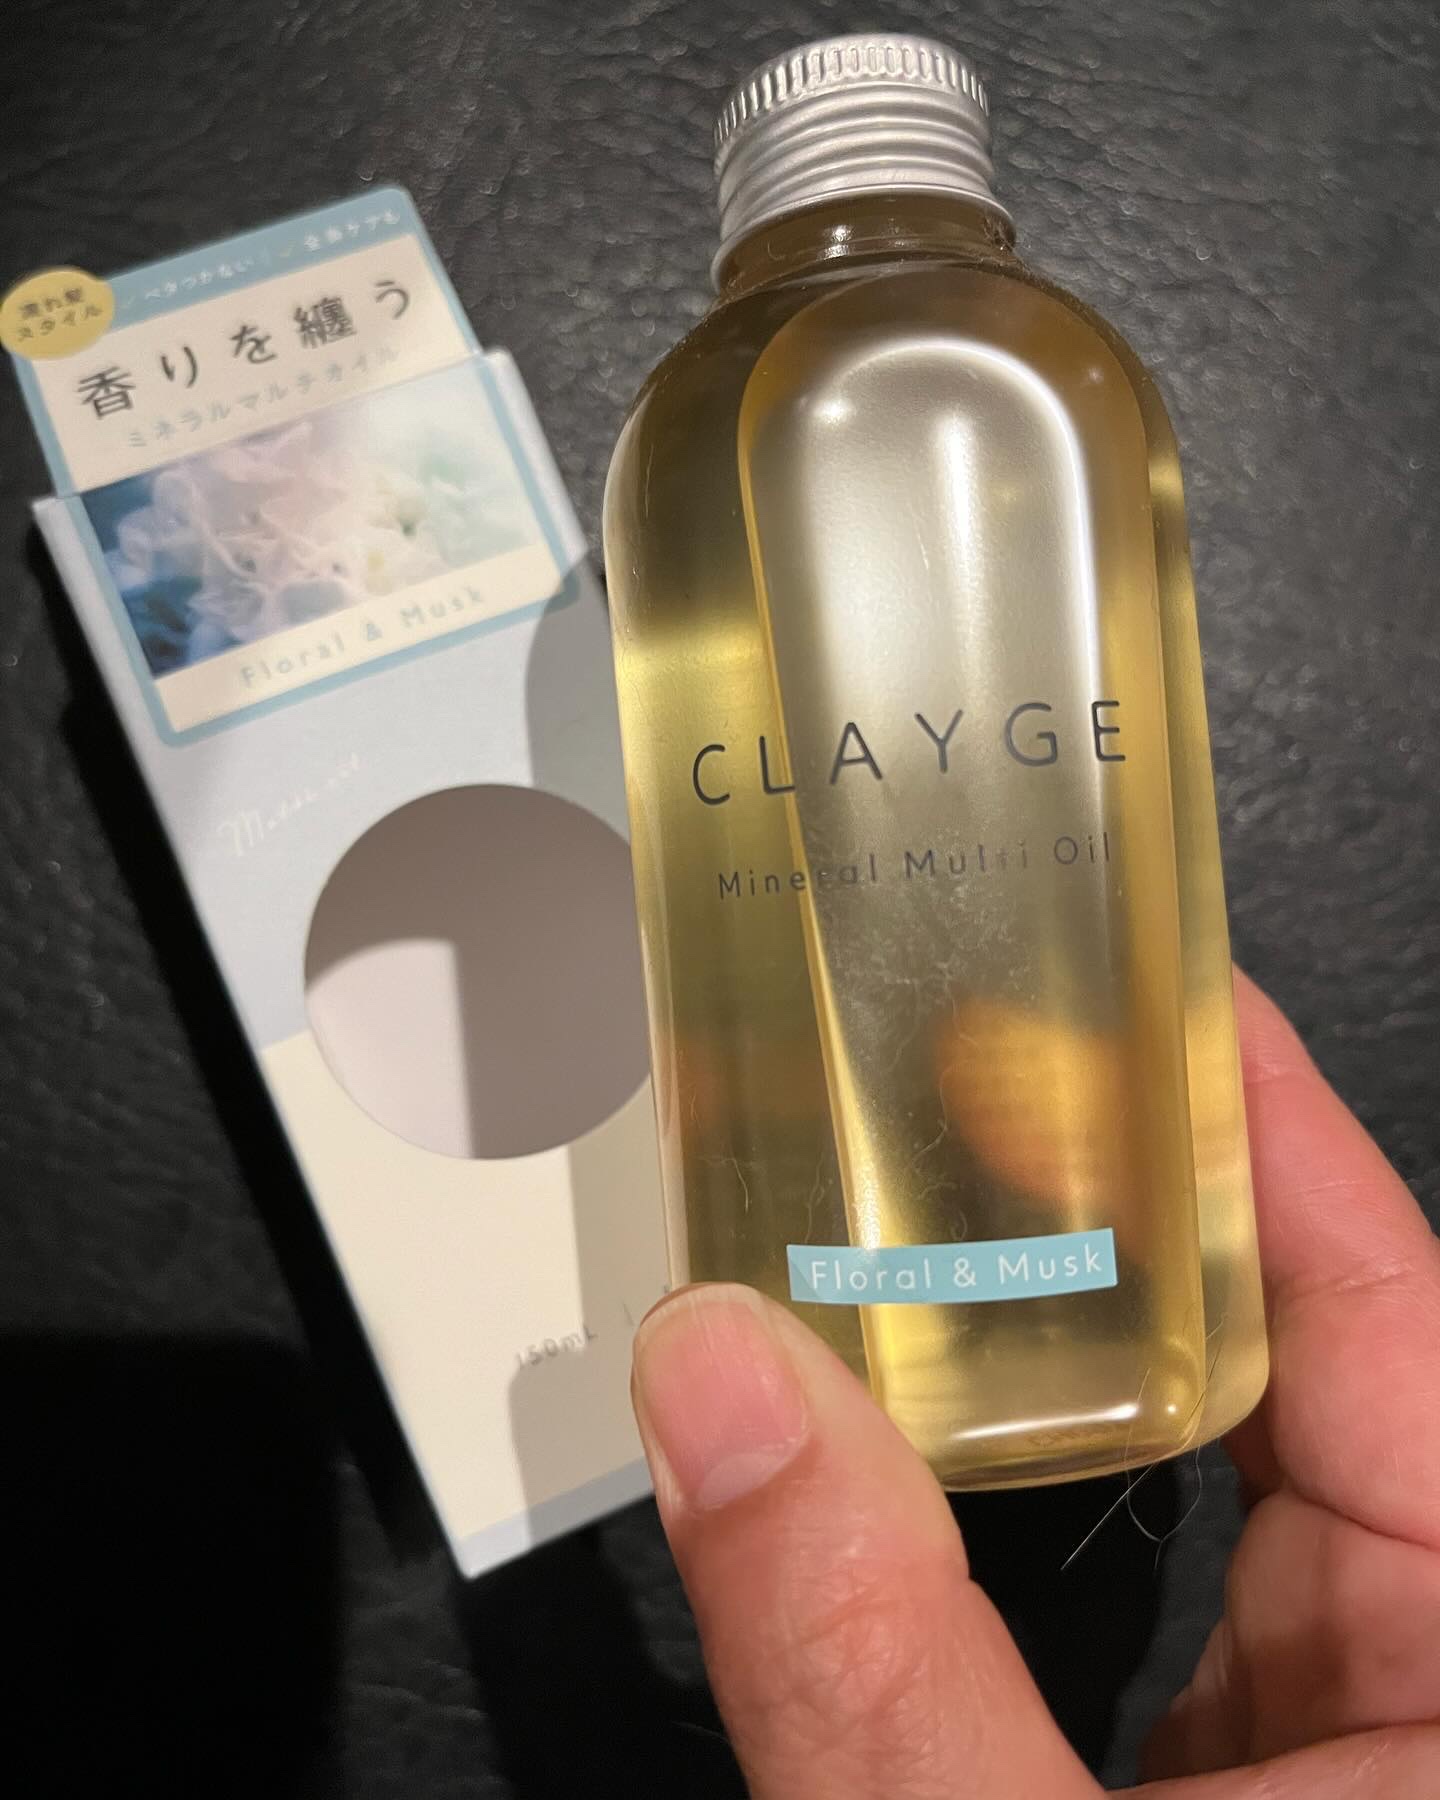 ベタつかない 全身ケアも
濡れ髪
スタイル
香りを纏う
ミネラルマルチオイル
Floral & Musk
150mL
CLAYGE
Mineral Multi Oil
Floral & Musk